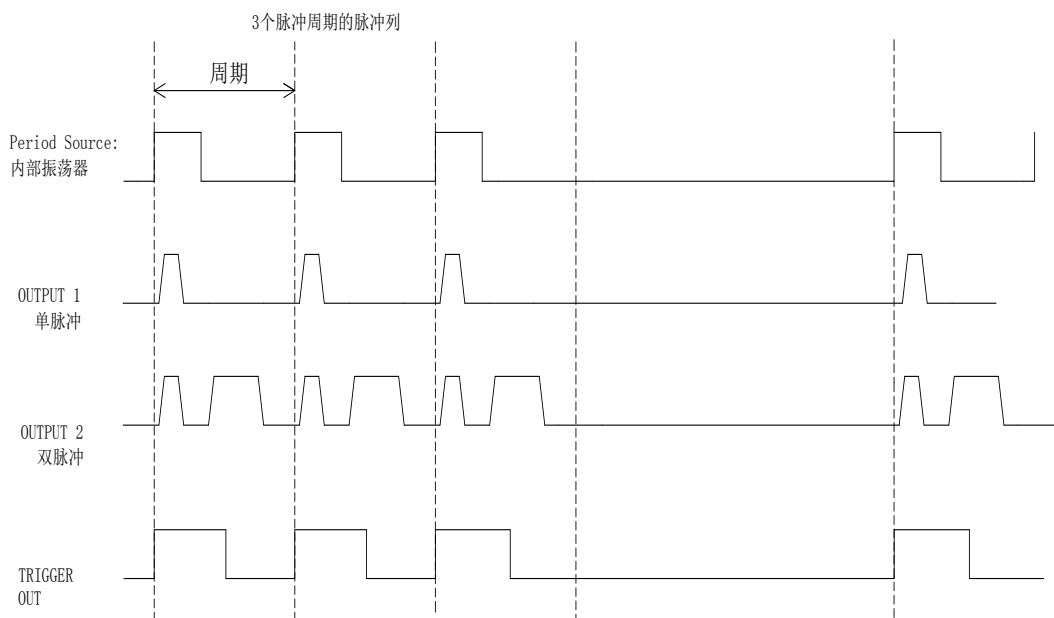 3个脉冲周期的脉冲列
周期
Period Source:
内部振荡器
OUTPUT 1
单脉冲
OUTPUT 2
双脉冲
TRIGGER
OUT